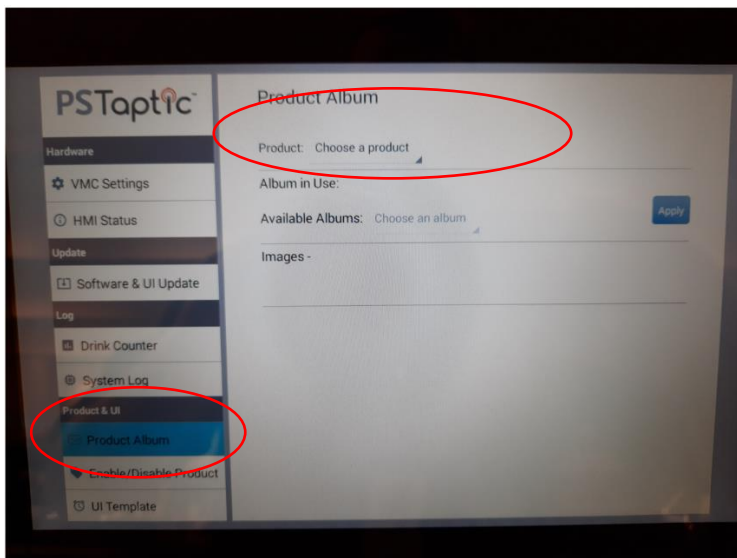 PSTaptic
Hardware
VMC Settings
HMI Status
Update
Software & UI Update
Log
Drink Counter
System Log
Product & UI
Product Album
Enable/Disable Product
UI Template
Product Album
Product: Choose a product
Album in Use:
Available Albums: Choose an album
Apply
Images -